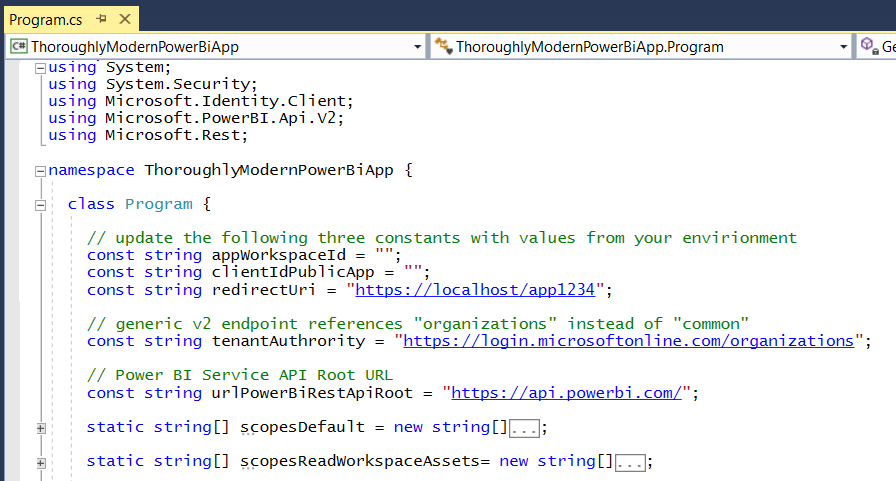 Program.cs
C# ThoroughlyModernPowerBiApp
ThoroughlyModernPowerBiApp.Program
Ge
using System;
using System.Security;
using Microsoft.Identity.Client;
using Microsoft.PowerBI.Api.V2;
using Microsoft.Rest;
namespace ThoroughlyModernPowerBiApp {
class Program {
// update the following three constants with values from your envirionment
const string appWorkspaceId = "";
const string clientIdPublicApp = "";
const string redirectUri = "https://localhost/app1234";
// generic v2 endpoint references "organizations" instead of "common"
const string tenantAuthrority = "https://login.microsoftonline.com/organizations";
// Power BI Service API Root URL
const string urlPowerBiRestApiRoot = "https://api.powerbi.com/";
static string[] scopesDefault = new string[]...;
static string[] scopesReadWorkspaceAssets= new string[]...;